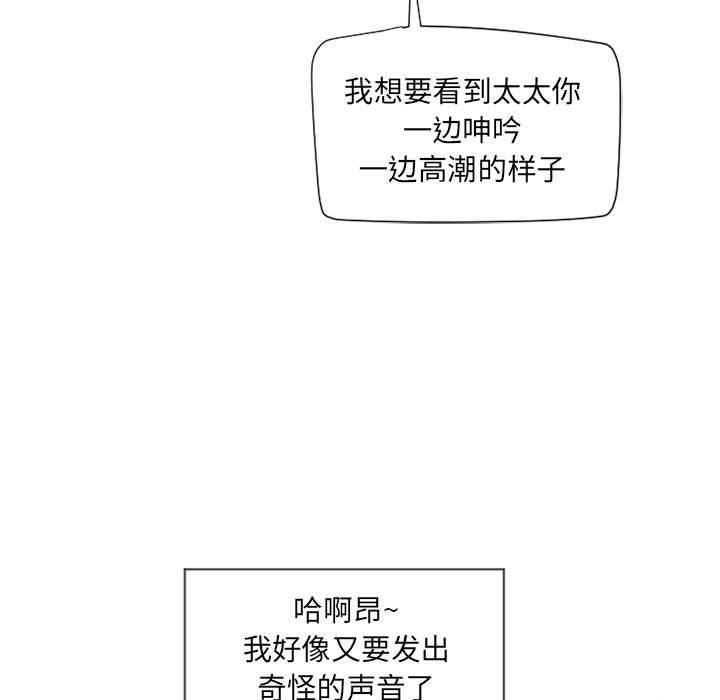 我想要看到太太你
一边呻吟
一边高潮的样子
哈啊昂~
我好像又要发出
奇怪的声音了